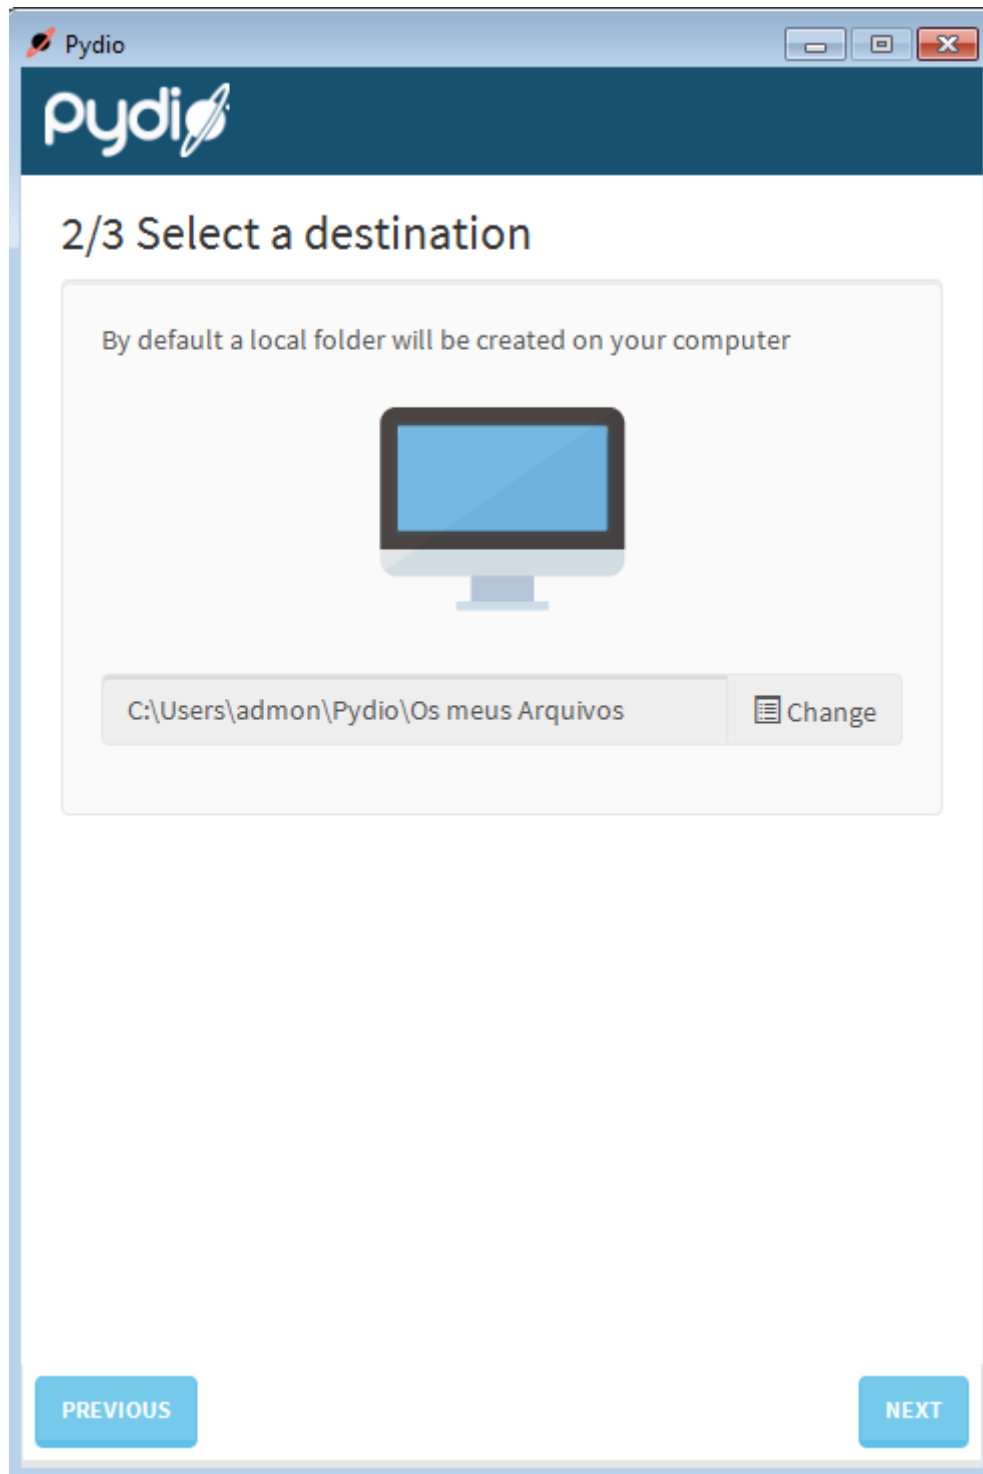 Pydio
pydio
2/3 Select a destination
By default a local folder will be created on your computer
C:\Users\admon\Pydio\Os meus Arquivos
Change
PREVIOUS
NEXT